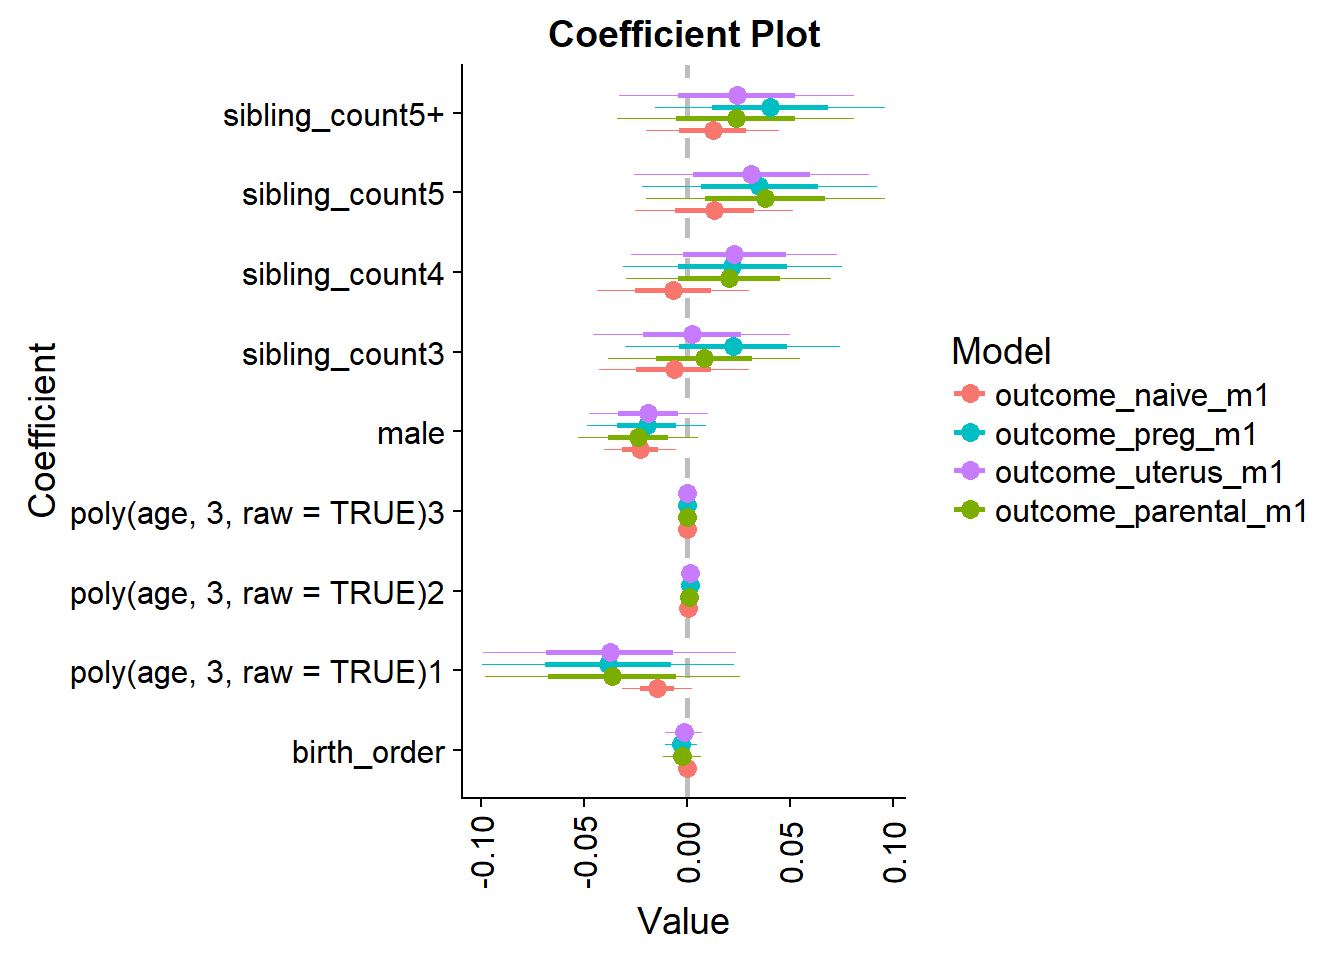 Coefficient Plot
Coefficient
sibling_count5+
sibling_count5
sibling_count4
sibling_count3
male
poly(age, 3, raw = TRUE)3
poly(age, 3, raw = TRUE)2
poly(age, 3, raw = TRUE)1
birth_order
-0.10
-0.05
0.00
0.05
0.10
Value
Model
outcome_naive_m1
outcome_preg_m1
outcome_uterus_m1
outcome_parental_m1